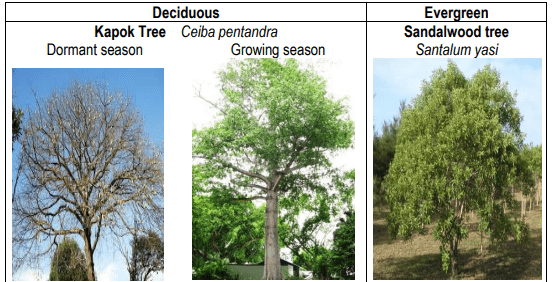 Deciduous Evergreen
Kapok Tree Ceiba pentandra Sandalwood tree
Dormant season Growing season Santalum yasi